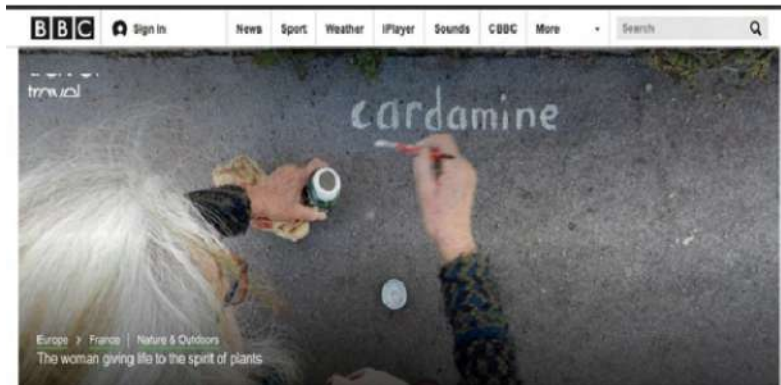 BBC Sign in News Sport Weather iPlayer Sounds CBBC More Search
travel
cardamine
Europe > France | Nature & Outdoors
The woman giving life to the spirit of plants